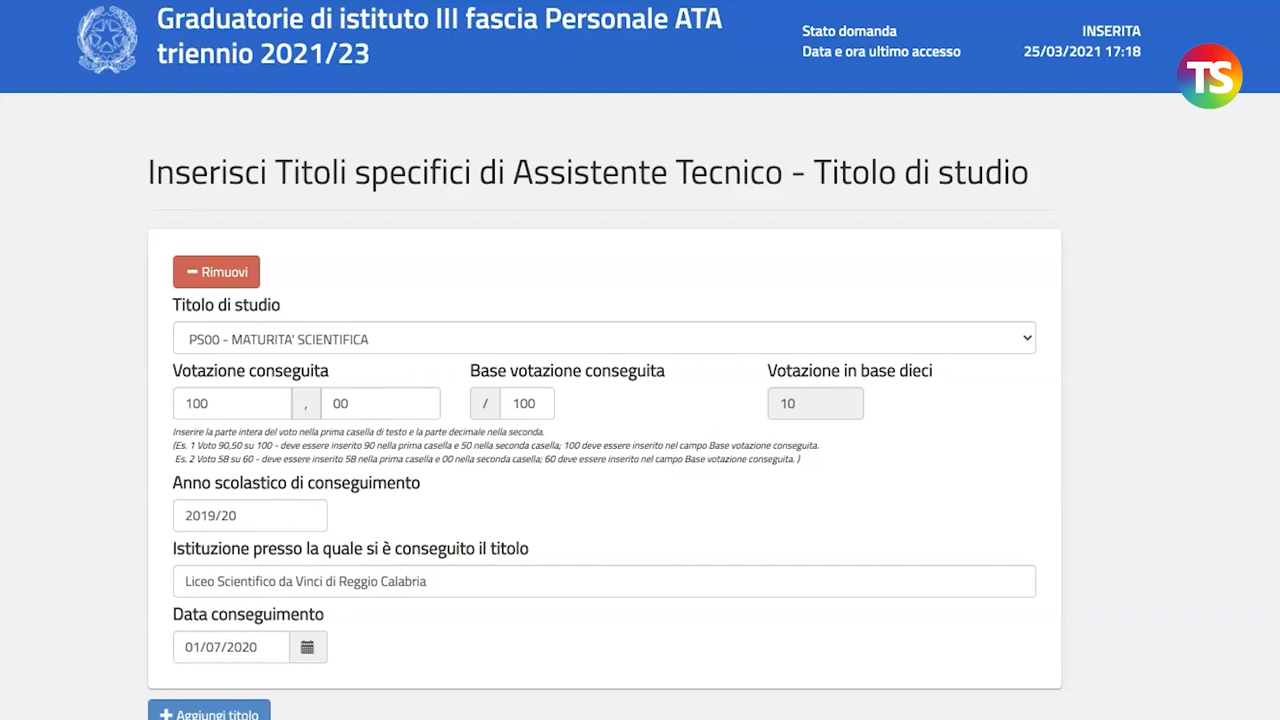 Graduatorie di istituto III fascia Personale ATA
triennio 2021/23
Stato domanda INSERITA
Data e ora ultimo accesso 25/03/2021 17:18
TS
Inserisci Titoli specifici di Assistente Tecnico - Titolo di studio
Rimuovi
Titolo di studio
PS00 - MATURITA' SCIENTIFICA
Votazione conseguita Base votazione conseguita Votazione in base dieci
100 , 00 / 100 10
Inserire la parte intera del voto nella prima casella di testo e la parte decimale nella seconda.
(Es. 1 Voto 90,50 su 100 - deve essere inserito 90 nella prima casella e 50 nella seconda casella; 100 deve essere inserito nel campo Base votazione conseguita.
Es. 2 Voto 58 su 60 - deve essere inserito 58 nella prima casella e 00 nella seconda casella; 60 deve essere inserito nel campo Base votazione conseguita. )
Anno scolastico di conseguimento
2019/20
Istituzione presso la quale si è conseguito il titolo
Liceo Scientifico da Vinci di Reggio Calabria
Data conseguimento
01/07/2020
Aggiungi titolo